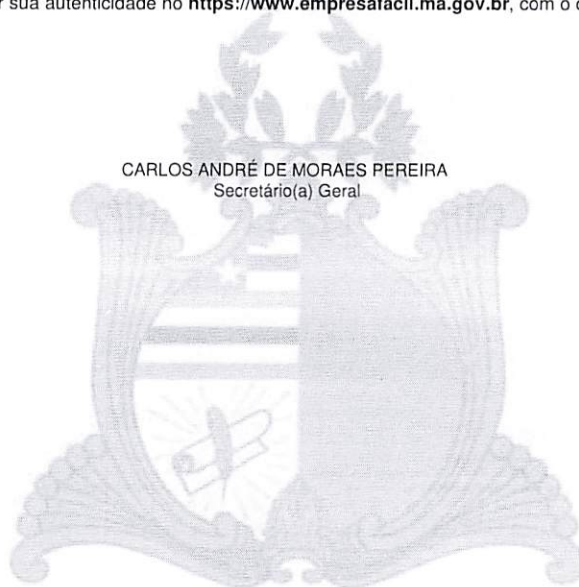 sua autenticidade no https://www.empresafacil.ma.gov.br, com o
CARLOS ANDRÉ DE MORAES PEREIRA
Secretário(a) Geral